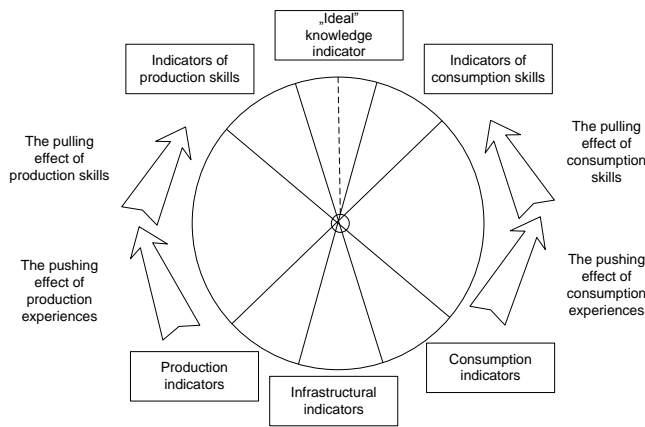 „Ideal”
knowledge
indicator
Indicators of
production skills
Indicators of
consumption skills
The pulling
effect of
production skills
The pulling
effect of
consumption
skills
The pushing
effect of
production
experiences
The pushing
effect of
consumption
experiences
Production
indicators
Infrastructural
indicators
Consumption
indicators